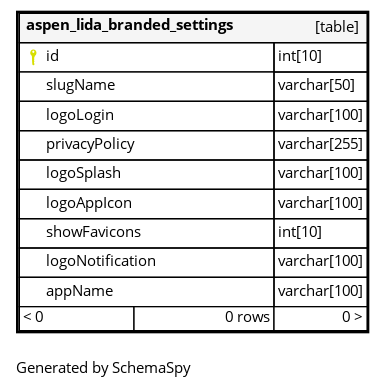 aspen_lida_branded_settings [table]
id int[10]
slugName varchar[50]
logoLogin varchar[100]
privacyPolicy varchar[255]
logoSplash varchar[100]
logoAppIcon varchar[100]
showFavicons int[10]
logoNotification varchar[100]
appName varchar[100]
< 0 0 rows 0 >
Generated by SchemaSpy